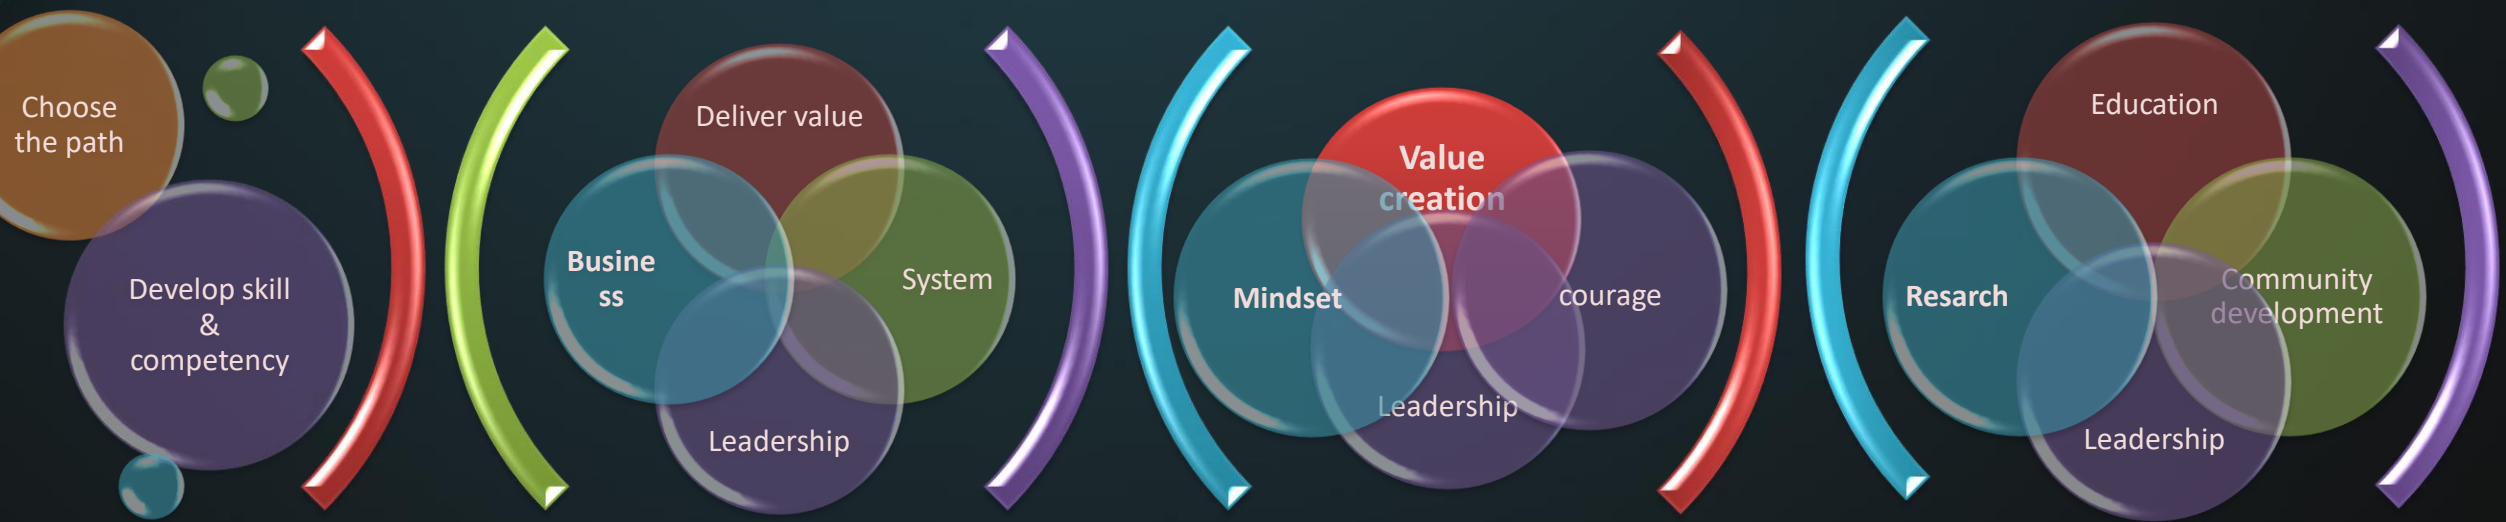 Choose
the path
Develop skill
&
competency
Deliver value
Busine
ss
System
Leadership
Value
creation
Mindset
courage
Leadership
Education
Resarch
Community
development
Leadership